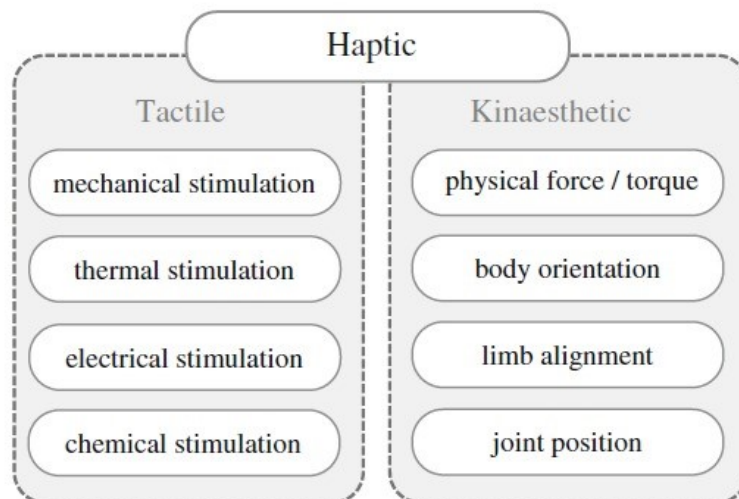 Haptic
Tactile
mechanical stimulation
thermal stimulation
electrical stimulation
chemical stimulation
Kinaesthetic
physical force / torque
body orientation
limb alignment
joint position